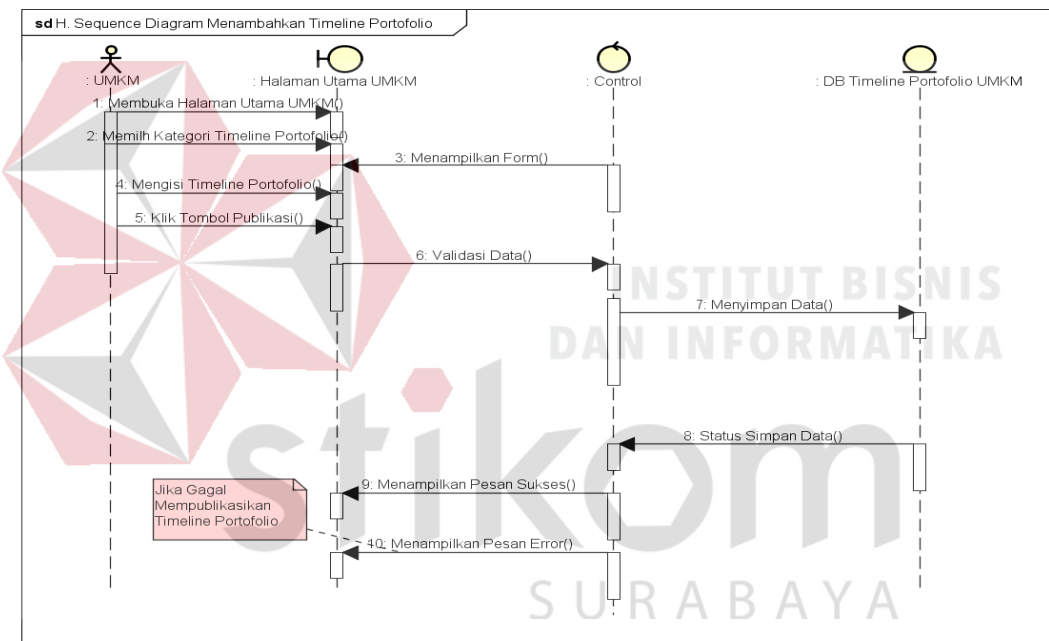 sd H. Sequence Diagram Menambahkan Timeline Portofolio
: UMKM
: Halaman Utama UMKM
: Control
: DB Timeline Portofolio UMKM
1: Membuka Halaman Utama UMKM()
2: Memilh Kategori Timeline Portofolio()
3: Menampilkan Form()
4: Mengisi Timeline Portofolio()
5: Klik Tombol Publikasi()
6: Validasi Data()
INSTITUT BISNIS
7: Menyimpan Data()
DAN INFORMATIKA
8: Status Simpan Data()
stikom
9: Menampilkan Pesan Sukses()
Jika Gagal
Mempublikasikan
Timeline Portofolio
10: Menampilkan Pesan Error()
SURABAYA